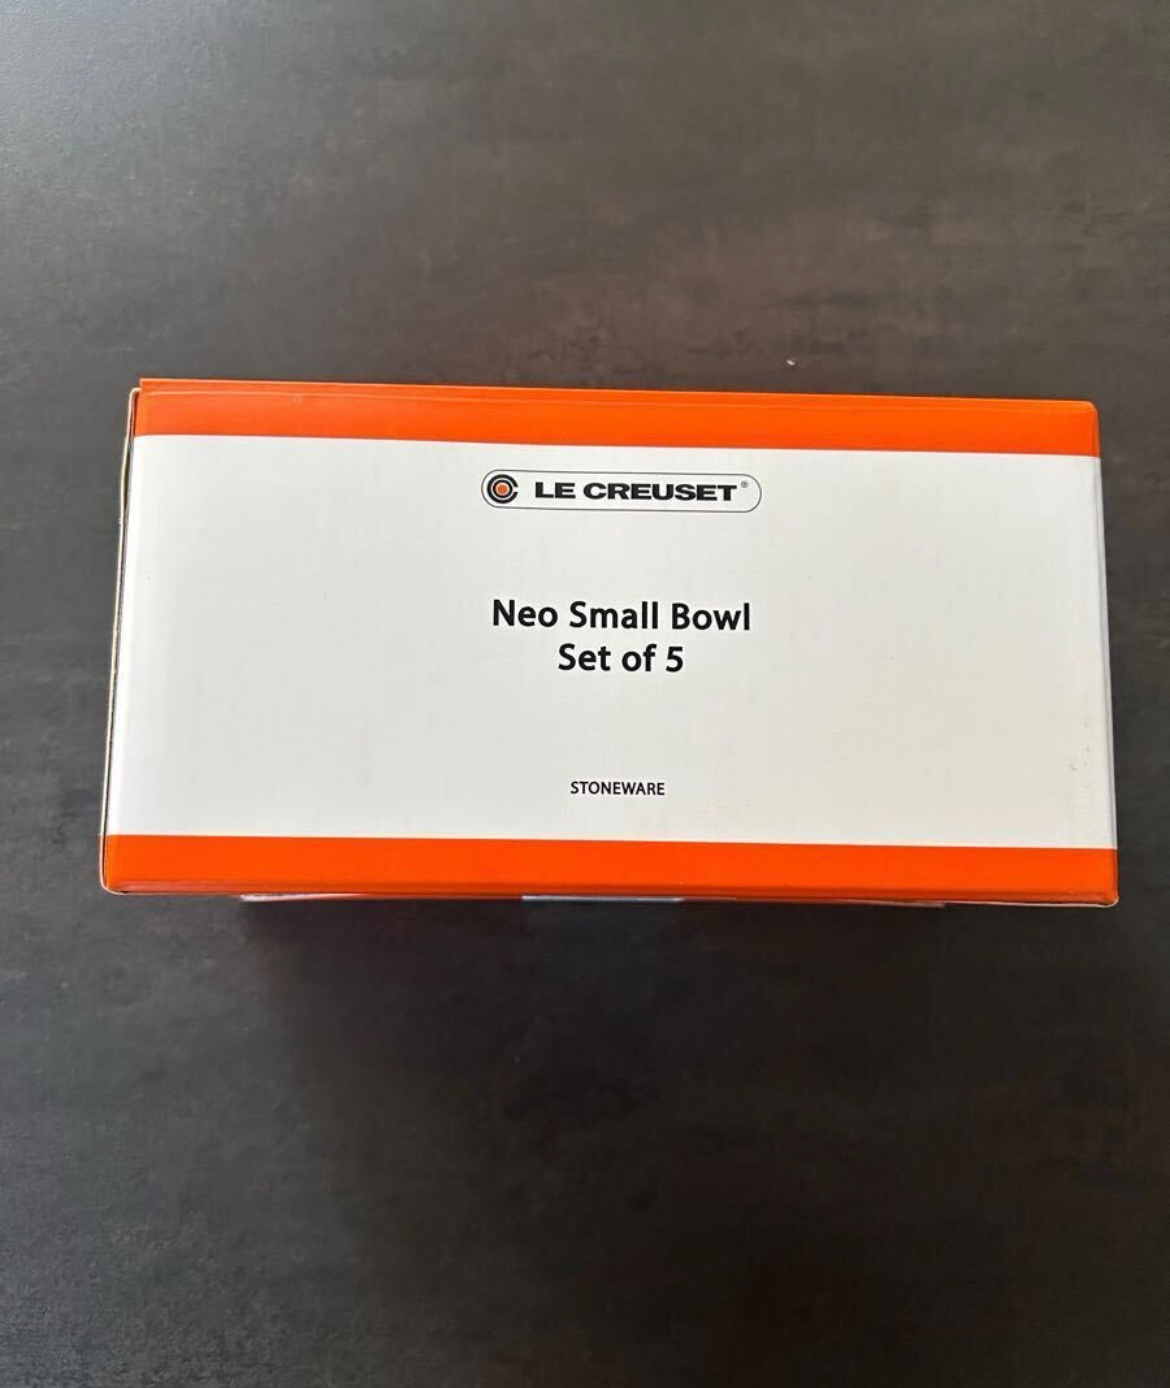 LE CREUSET®
Neo Small Bowl
Set of 5
STONEWARE